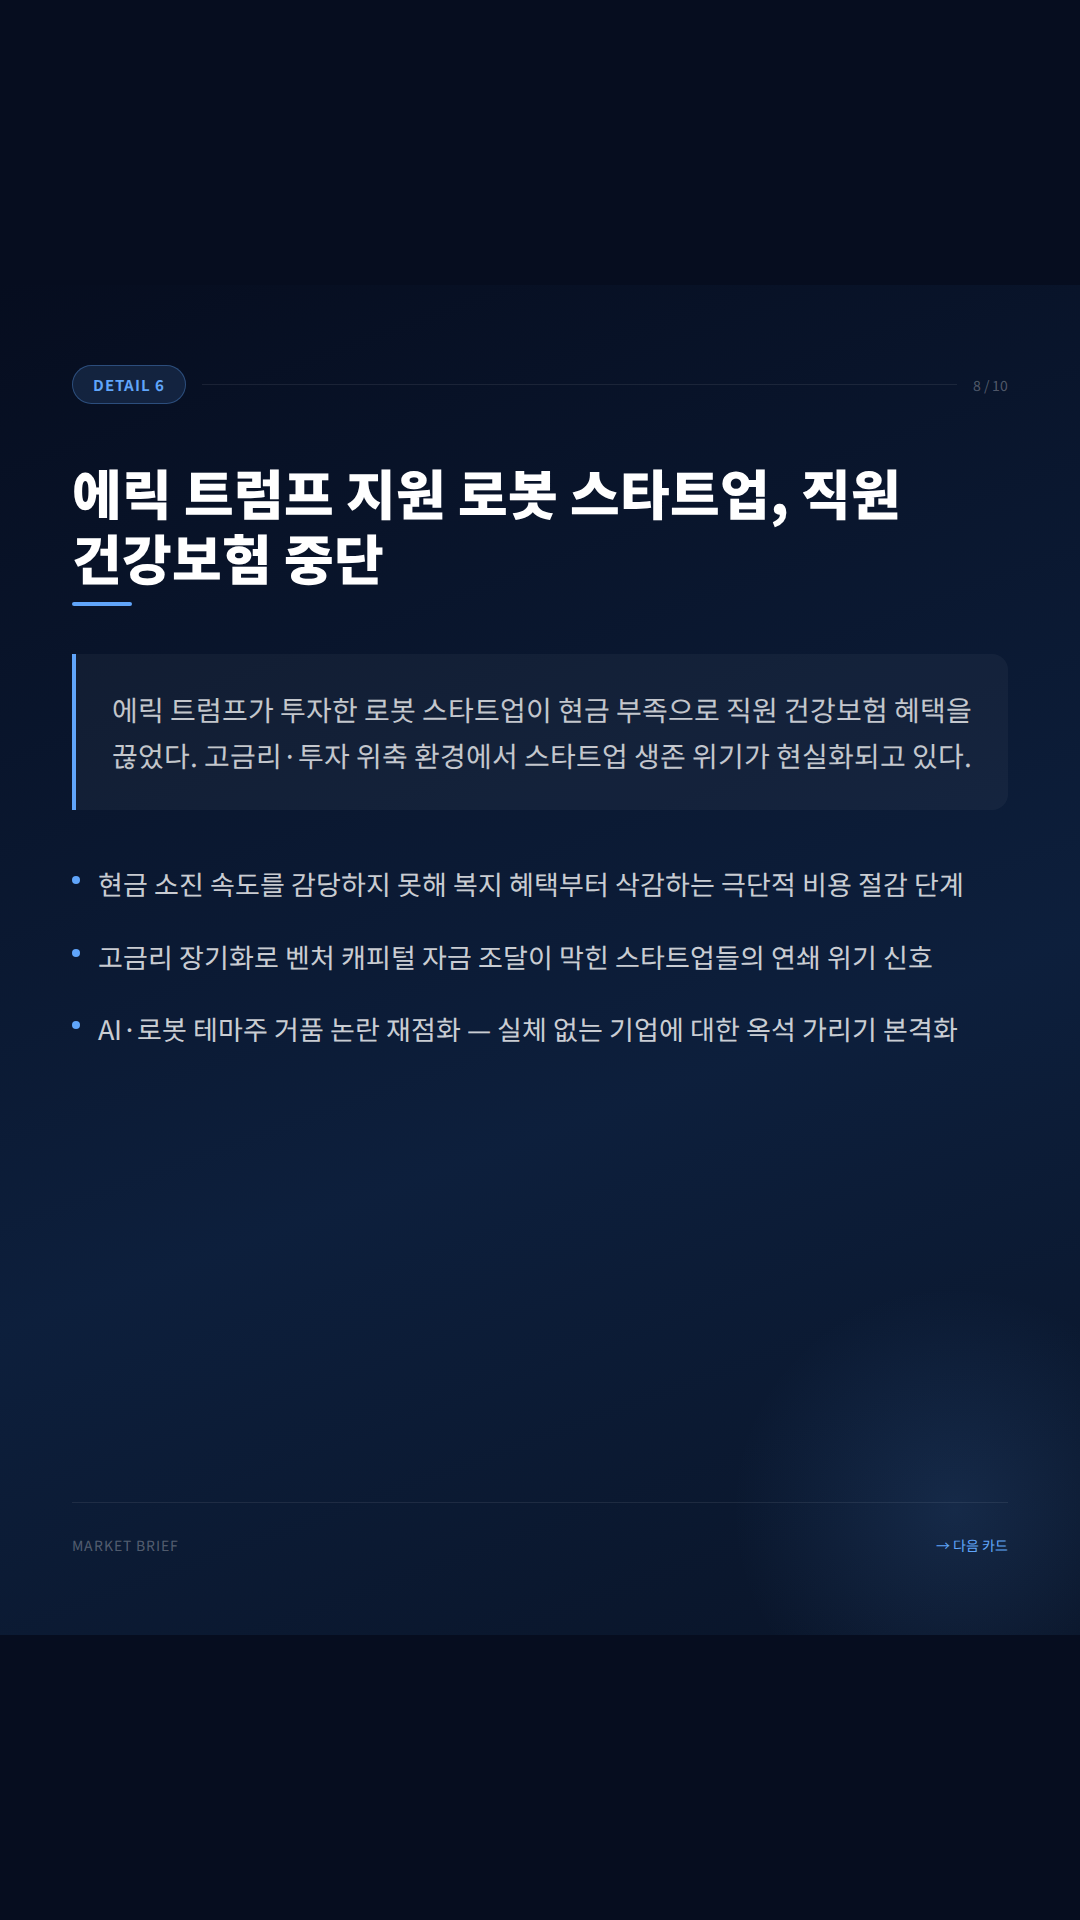 DETAIL 6
8 / 10
에릭 트럼프 지원 로봇 스타트업, 직원
건강보험 중단
에릭 트럼프가 투자한 로봇 스타트업이 현금 부족으로 직원 건강보험 혜택을
끊었다. 고금리·투자 위축 환경에서 스타트업 생존 위기가 현실화되고 있다.
• 현금 소진 속도를 감당하지 못해 복지 혜택부터 삭감하는 극단적 비용 절감 단계
• 고금리 장기화로 벤처 캐피털 자금 조달이 막힌 스타트업들의 연쇄 위기 신호
• AI·로봇 테마주 거품 논란 재점화 — 실체 없는 기업에 대한 옥석 가리기 본격화
MARKET BRIEF
→ 다음 카드